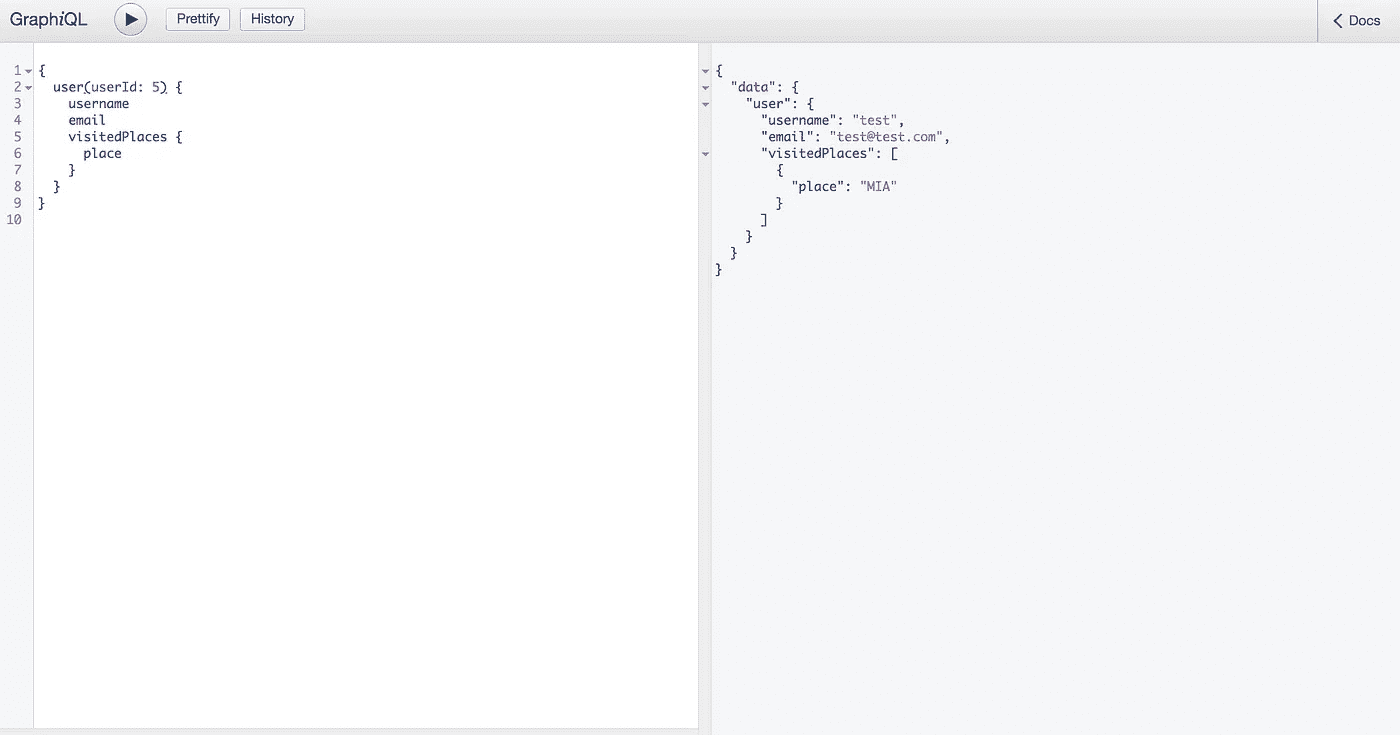 GraphiQL Prettify History Docs
1 {
2 user(userId: 5) {
3 username
4 email
5 visitedPlaces {
6 place
7 }
8 }
9 }
10
{
"data": {
"user": {
"username": "test",
"email": "test@test.com",
"visitedPlaces": [
{
"place": "MIA"
}
]
}
}
}